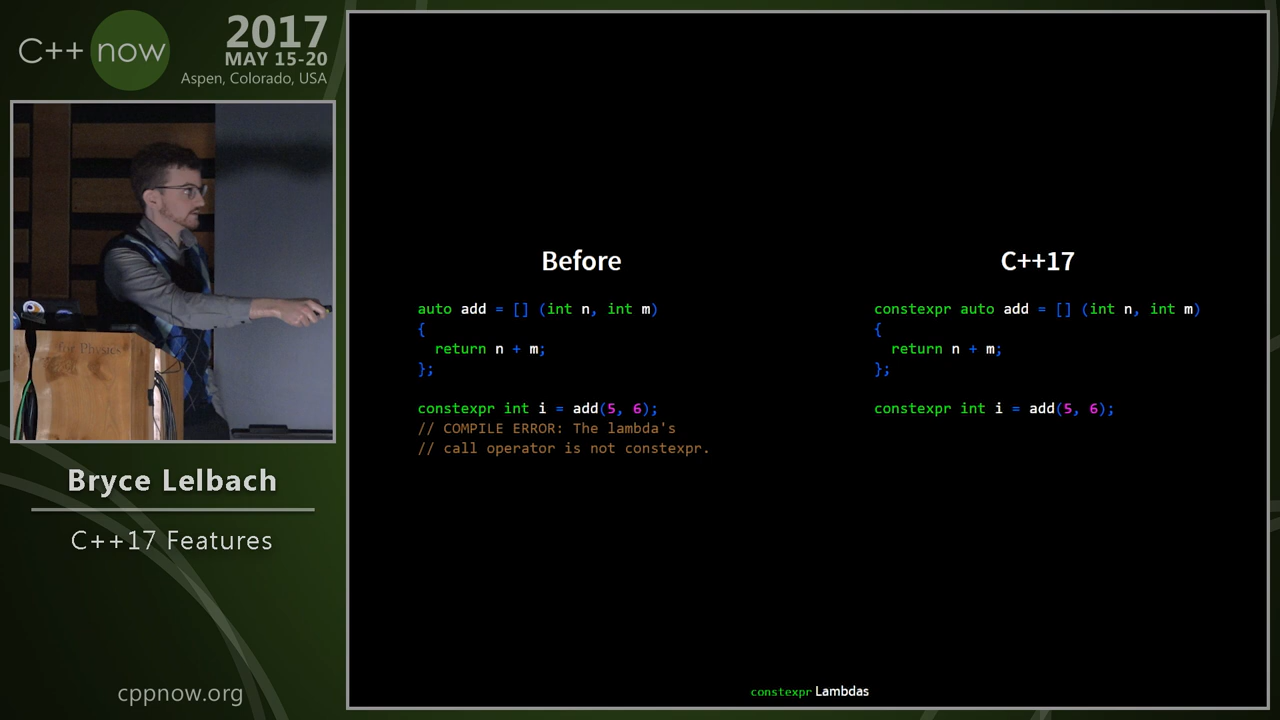 C++ now
2017
MAY 15-20
Aspen, Colorado, USA
for Physics
Bryce Lelbach
C++17 Features
cppnow.org
Before
auto add = [] (int n, int m)
{
  return n + m;
};
constexpr int i = add(5, 6);
// COMPILE ERROR: The lambda's
// call operator is not constexpr.
C++17
constexpr auto add = [] (int n, int m)
{
  return n + m;
};
constexpr int i = add(5, 6);
constexpr Lambdas